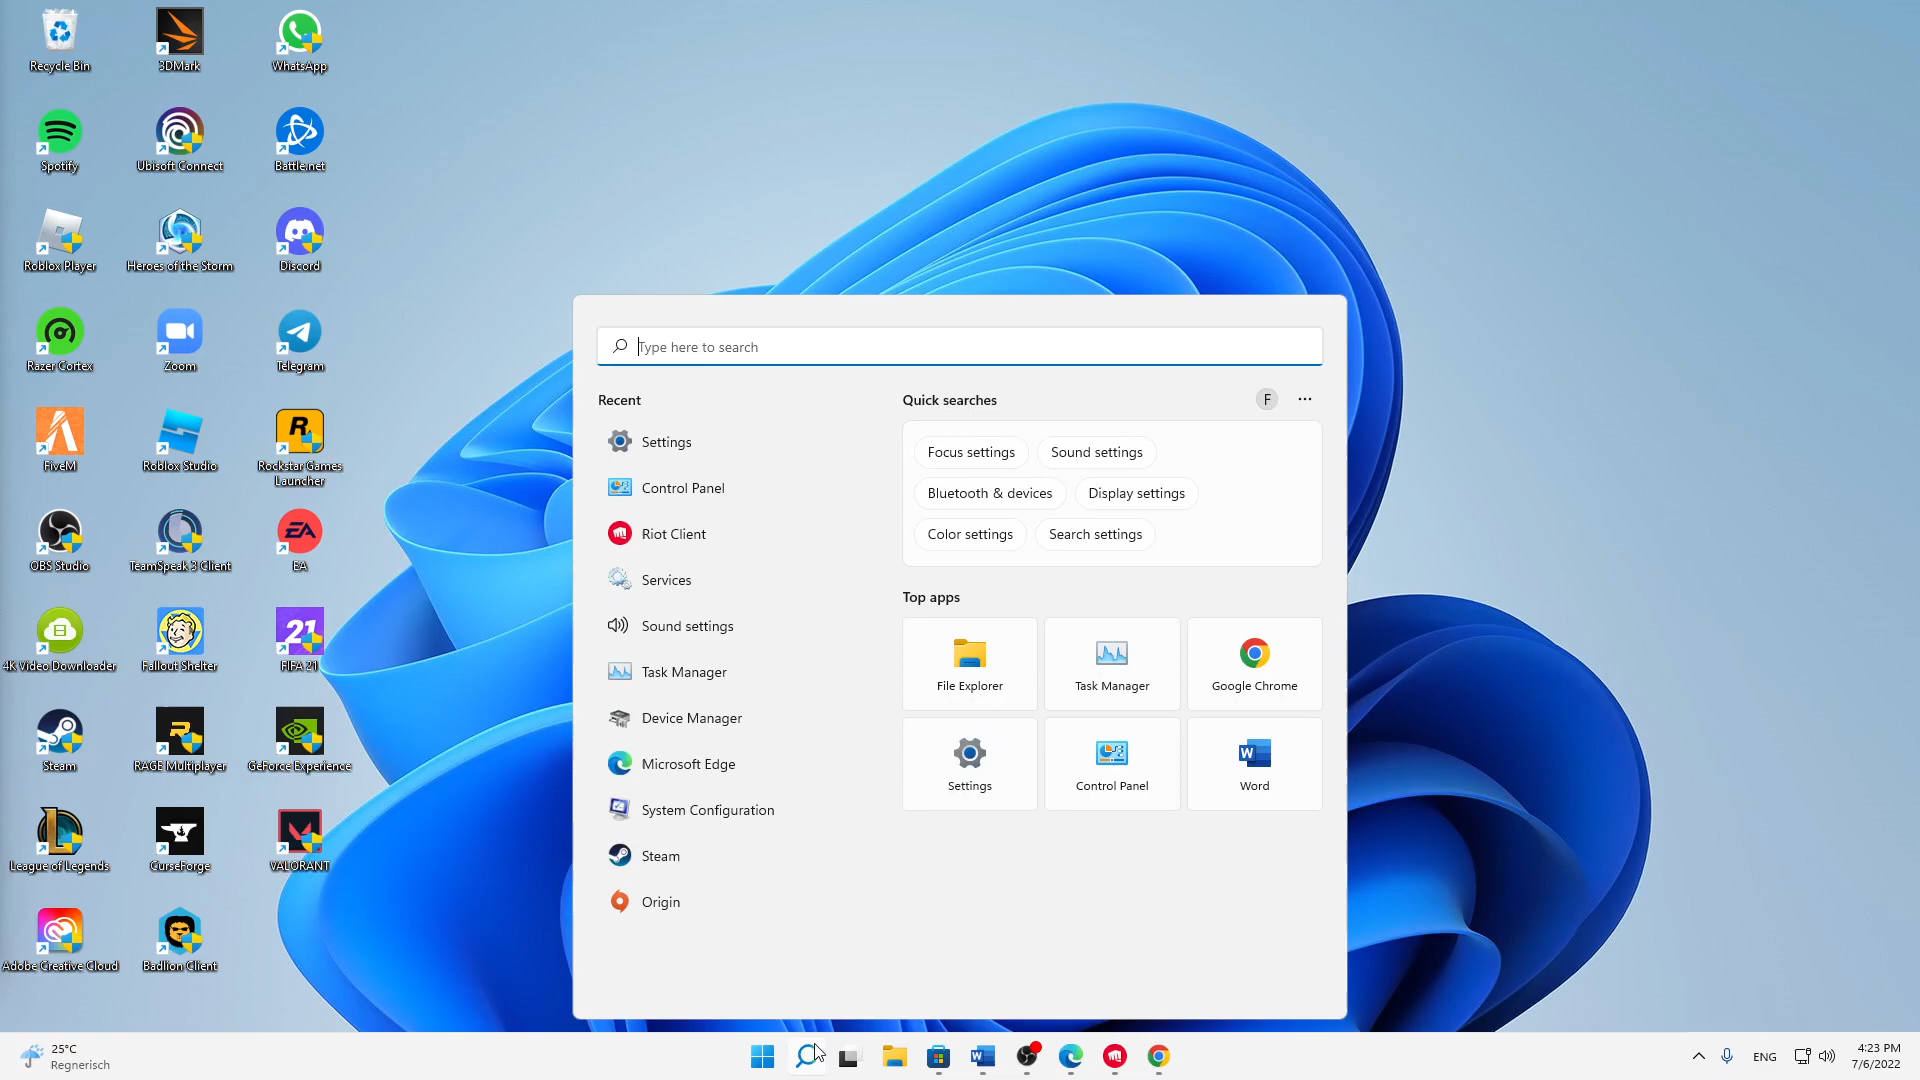 Recycle Bin
3DMark
WhatsApp
Spotify
Ubisoft Connect
Battle.net
Roblox Player
Heroes of the Storm
Discord
Razer Cortex
Zoom
Telegram
FiveM
Roblox Studio
Rockstar Games
Launcher
OBS Studio
TeamSpeak 3 Client
EA
4K Video Downloader
Fallout Shelter
FIFA 21
Steam
RAGE Multiplayer
GeForce Experience
League of Legends
CurseForge
VALORANT
Adobe Creative Cloud
Badlion Client
Type here to search
Recent
Settings
Control Panel
Riot Client
Services
Sound settings
Task Manager
Device Manager
Microsoft Edge
System Configuration
Steam
Origin
Quick searches
F
Focus settings
Sound settings
Bluetooth & devices
Display settings
Color settings
Search settings
Top apps
File Explorer
Task Manager
Google Chrome
Settings
Control Panel
Word
25°C
Regnerisch
ENG
4:23 PM
7/6/2022